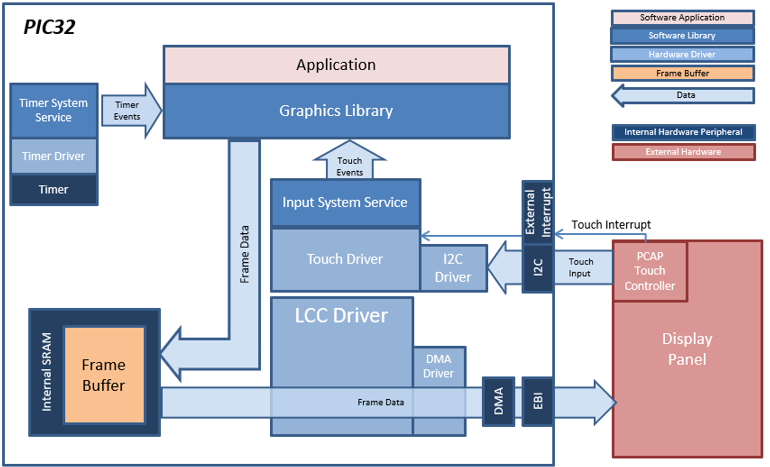 PIC32
Application
Graphics Library
Timer System
Service
Timer Driver
Timer
Timer
Events
Touch
Events
Input System Service
Touch Driver
I2C
Driver
External
Interrupt
I2C
Touch Interrupt
Touch
Input
PCAP
Touch
Controller
Display
Panel
Frame Data
LCC Driver
DMA
Driver
Internal SRAM
Frame
Buffer
Frame Data
DMA
EBI
Software Application
Software Library
Hardware Driver
Frame Buffer
Data
Internal Hardware Peripheral
External Hardware